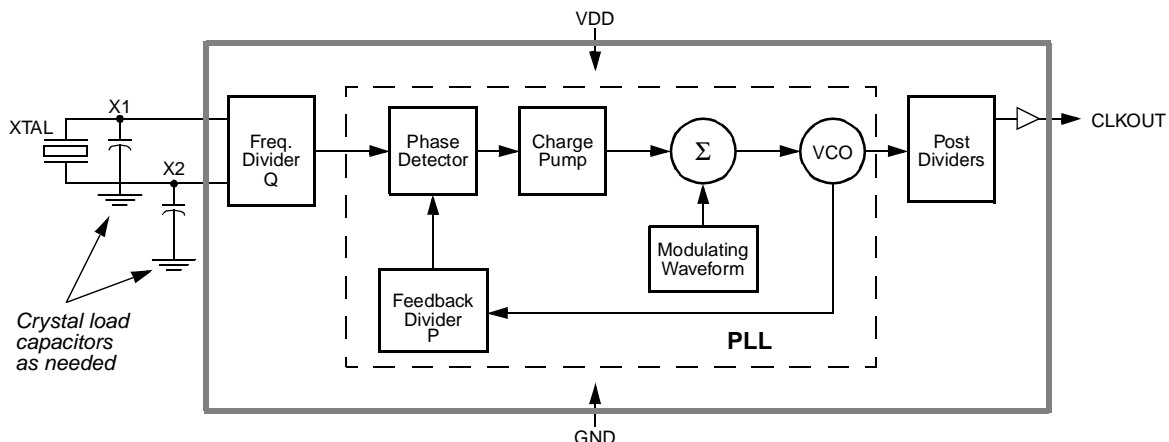 VDD
X1
XTAL
X2
Freq.
Divider
Q
Phase
Detector
Charge
Pump
Σ
VCO
Post
Dividers
CLKOUT
Modulating
Waveform
Feedback
Divider
P
PLL
Crystal load
capacitors
as needed
GND